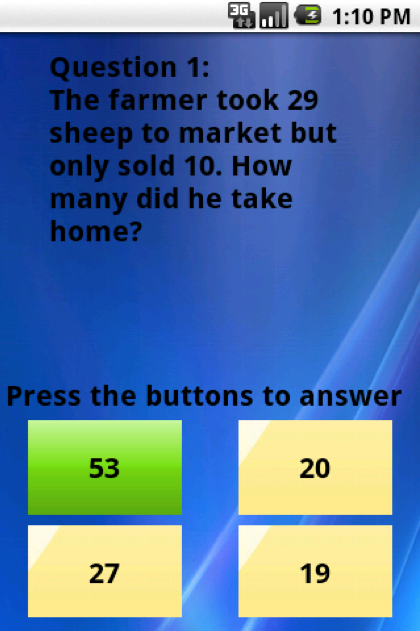 3G 1:10 PM
Question 1:
The farmer took 29
sheep to market but
only sold 10. How
many did he take
home?
Press the buttons to answer
53 20
27 19